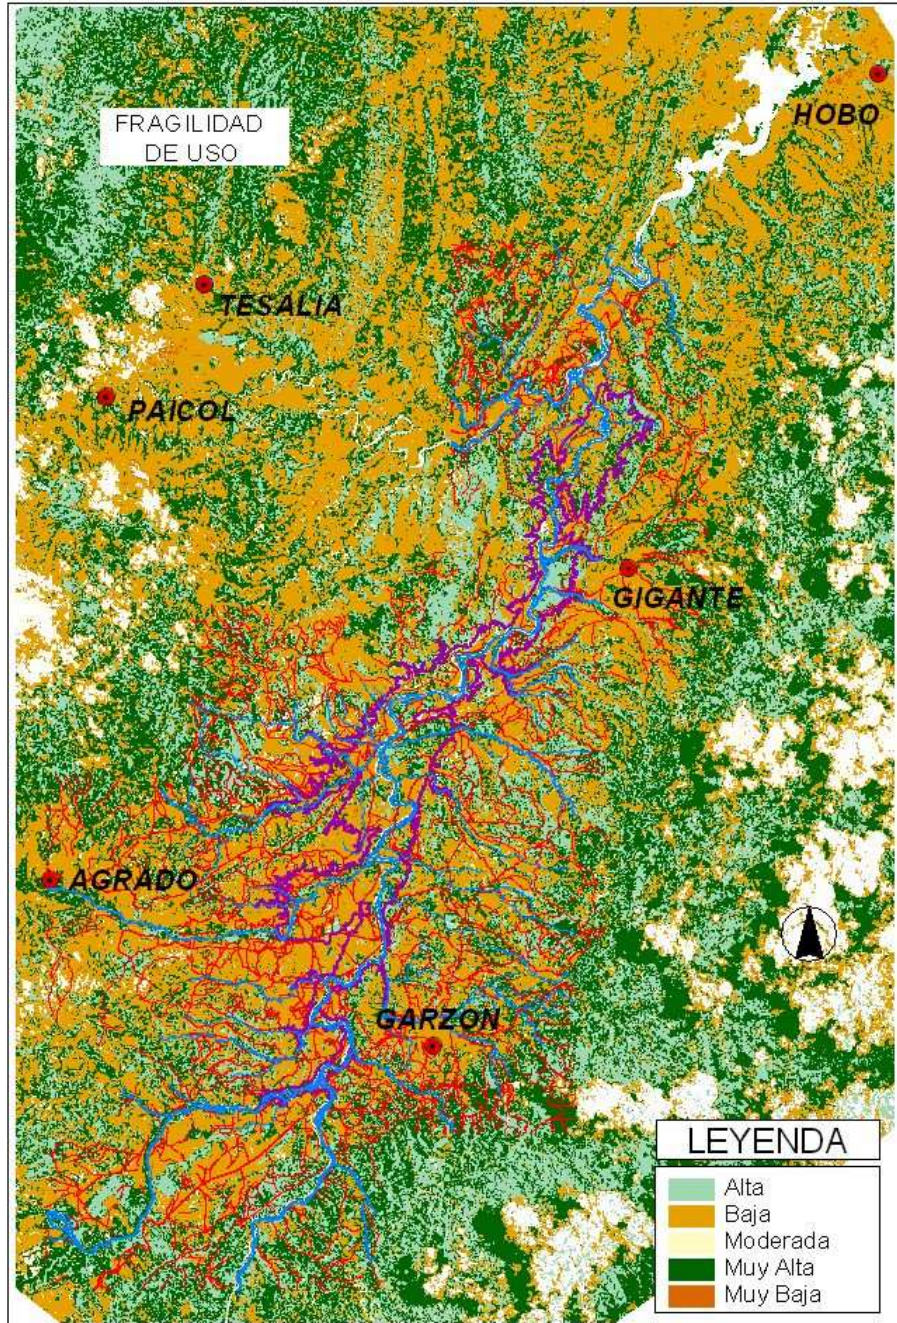 FRAGILIDAD
DE USO
HOBO
TESALIA
PAICOL
GIGANTE
AGRADO
GARZON
LEYENDA
Alta
Baja
Moderada
Muy Alta
Muy Baja